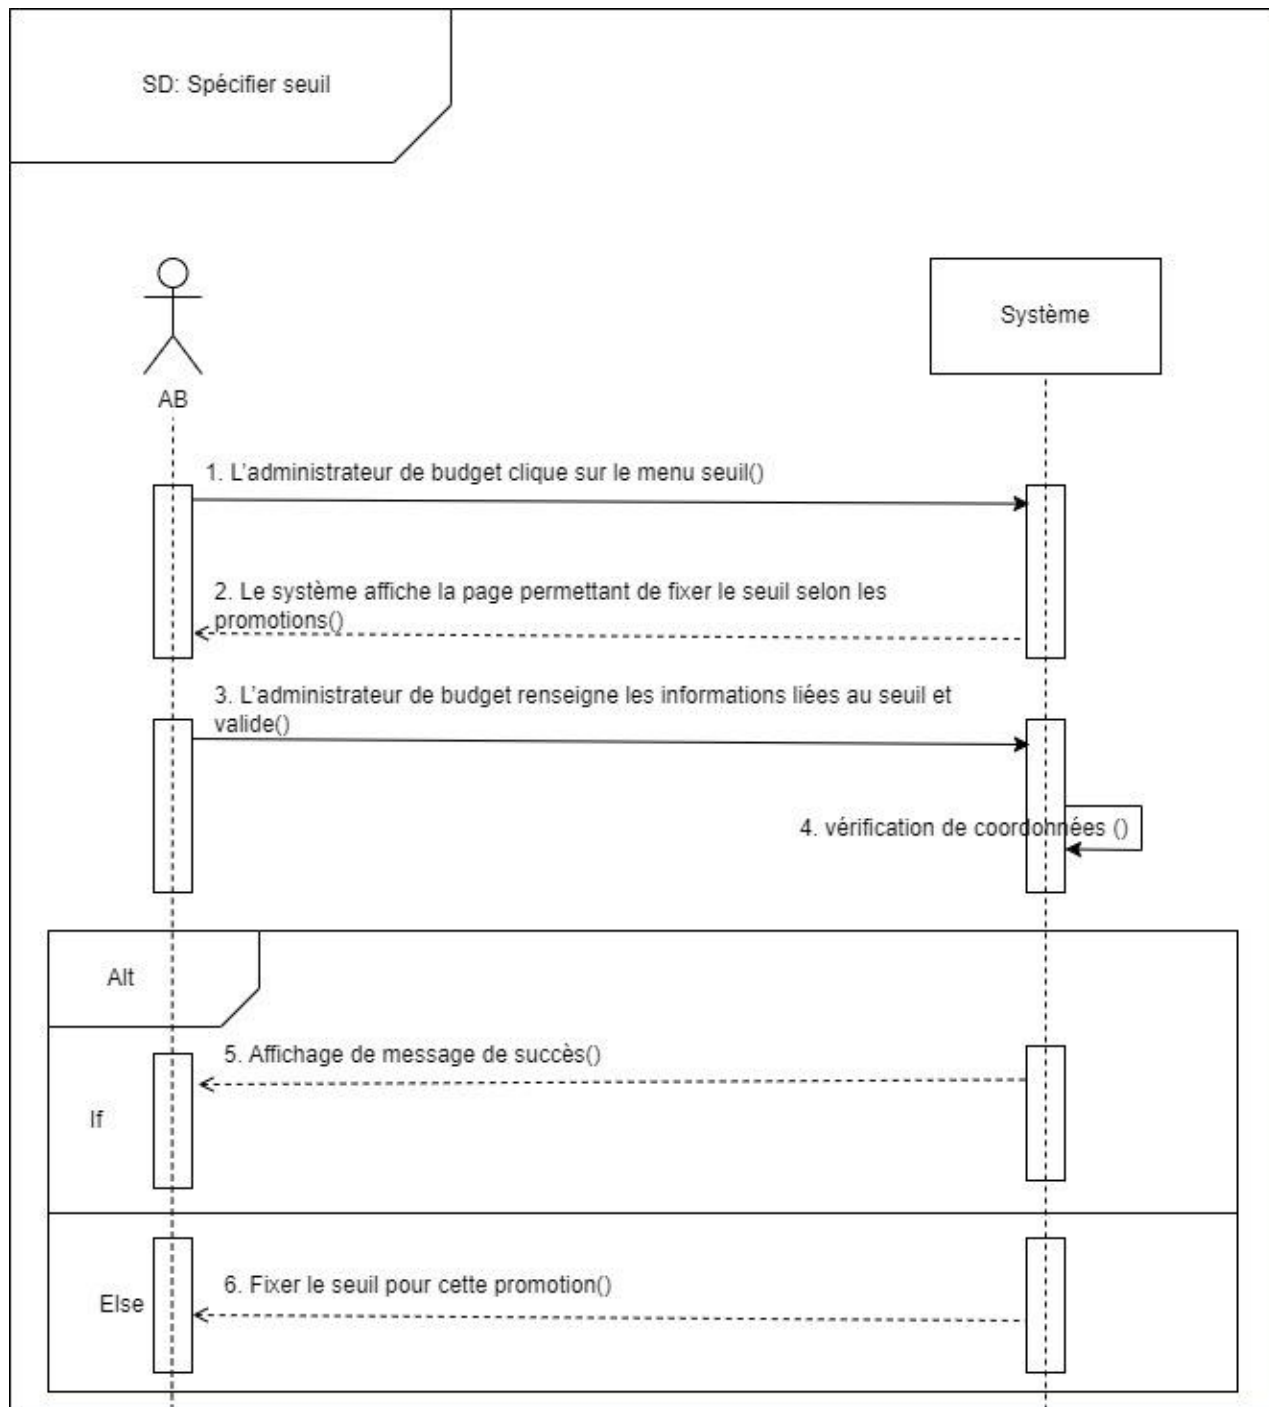 SD: Spécifier seuil
AB
Système
1. L'administrateur de budget clique sur le menu seuil()
2. Le système affiche la page permettant de fixer le seuil selon les
promotions()
3. L'administrateur de budget renseigne les informations liées au seuil et
valide()
4. vérification de coordonnées ()
Alt
5. Affichage de message de succès()
If
6. Fixer le seuil pour cette promotion()
Else